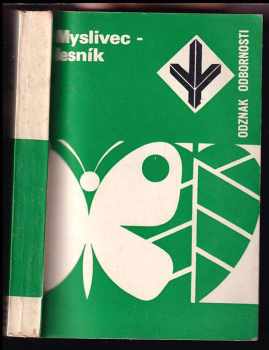 Myslivec -
lesník
ODZNAK ODBORNOSTI